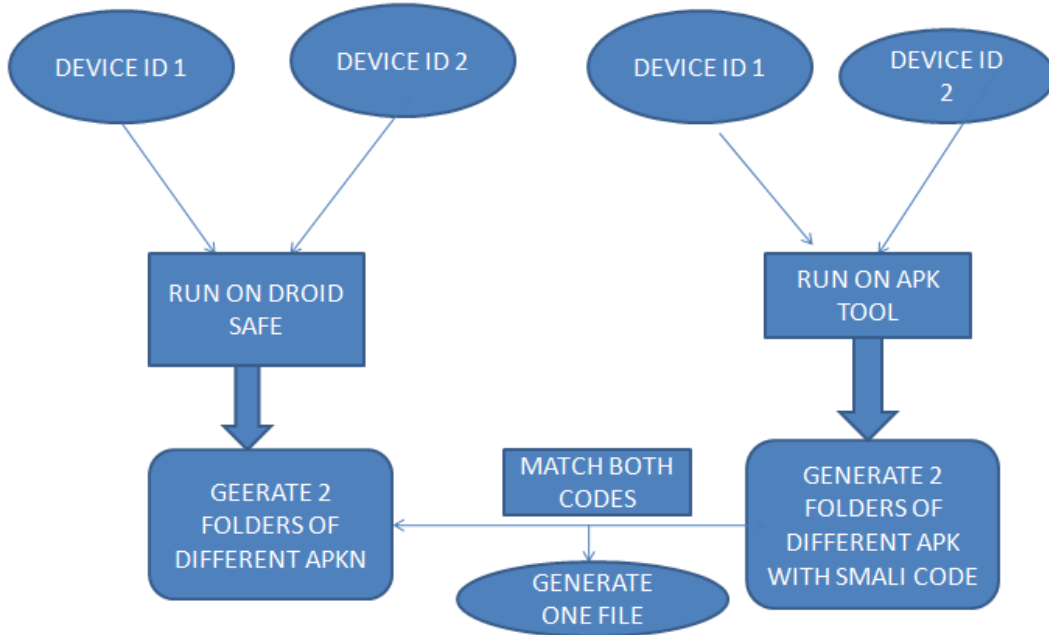 DEVICE ID 1
DEVICE ID 2
DEVICE ID 1
DEVICE ID
2
RUN ON DROID
SAFE
RUN ON APK
TOOL
GEERATE 2
FOLDERS OF
DIFFERENT APKN
MATCH BOTH
CODES
GENERATE 2
FOLDERS OF
DIFFERENT APK
WITH SMALI CODE
GENERATE
ONE FILE